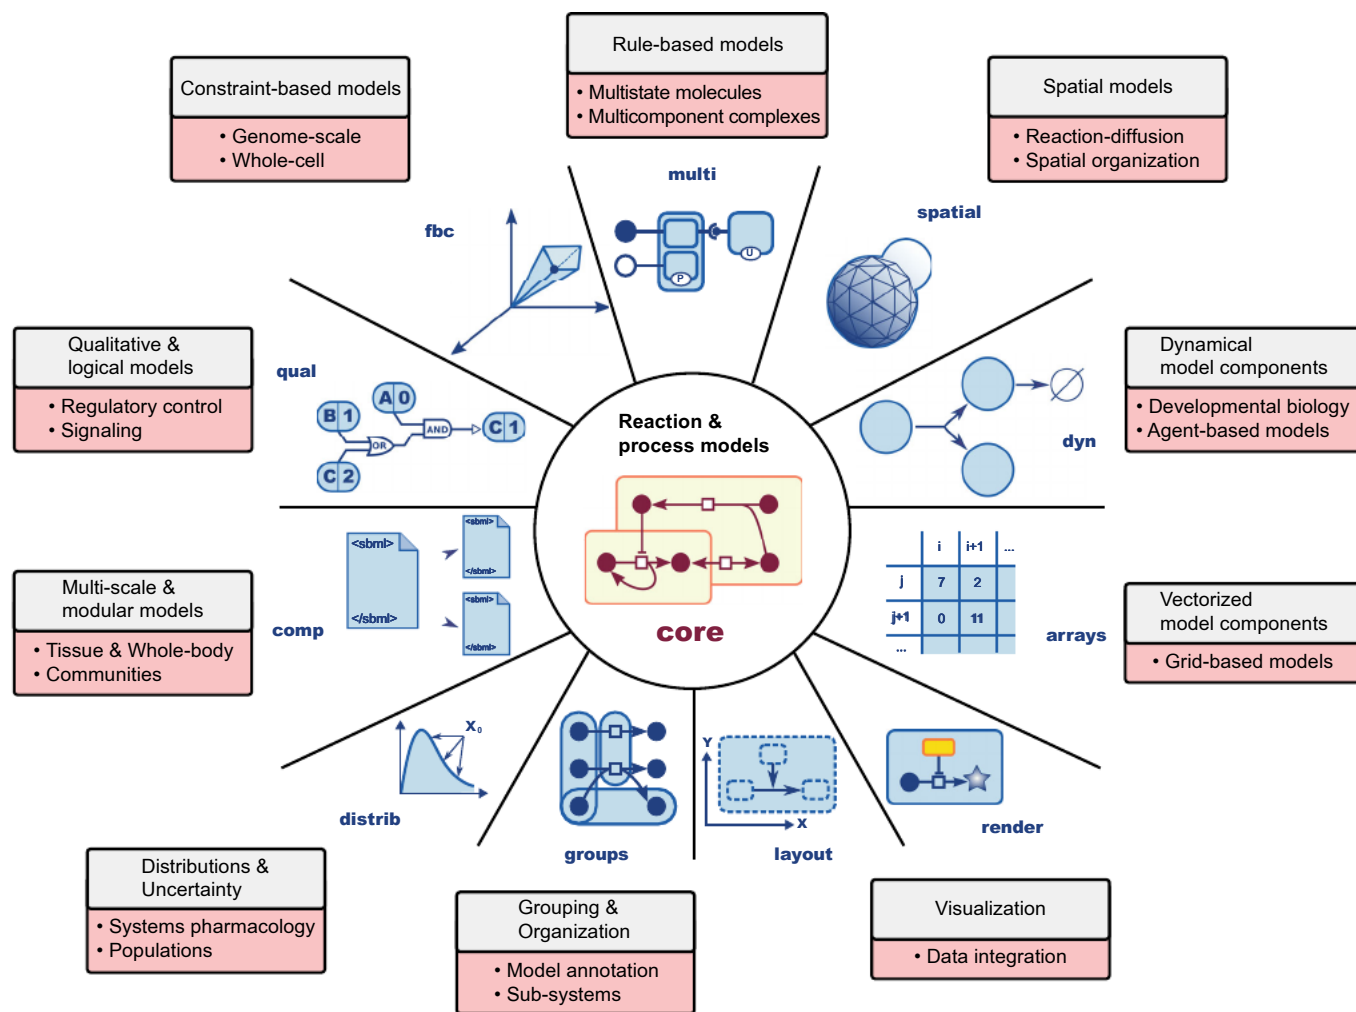 Rule-based models
• Multistate molecules
• Multicomponent complexes
multi
P
U
Constraint-based models
• Genome-scale
• Whole-cell
fbc
Spatial models
• Reaction-diffusion
• Spatial organization
spatial
Qualitative &
logical models
• Regulatory control
• Signaling
qual
A 0
B 1
C 2
OR
AND
C 1
Reaction &
process models
core
Dynamical
model components
• Developmental biology
• Agent-based models
dyn
Multi-scale &
modular models
• Tissue & Whole-body
• Communities
comp
<sbml>
</sbml>
<sbml>
</sbml>
<sbml>
</sbml>
i i+1 ...
j 7 2
j+1 0 11
...
arrays
Vectorized
model components
• Grid-based models
X0
distrib
Distributions &
Uncertainty
• Systems pharmacology
• Populations
groups
Grouping &
Organization
• Model annotation
• Sub-systems
Y
X
layout
render
Visualization
• Data integration